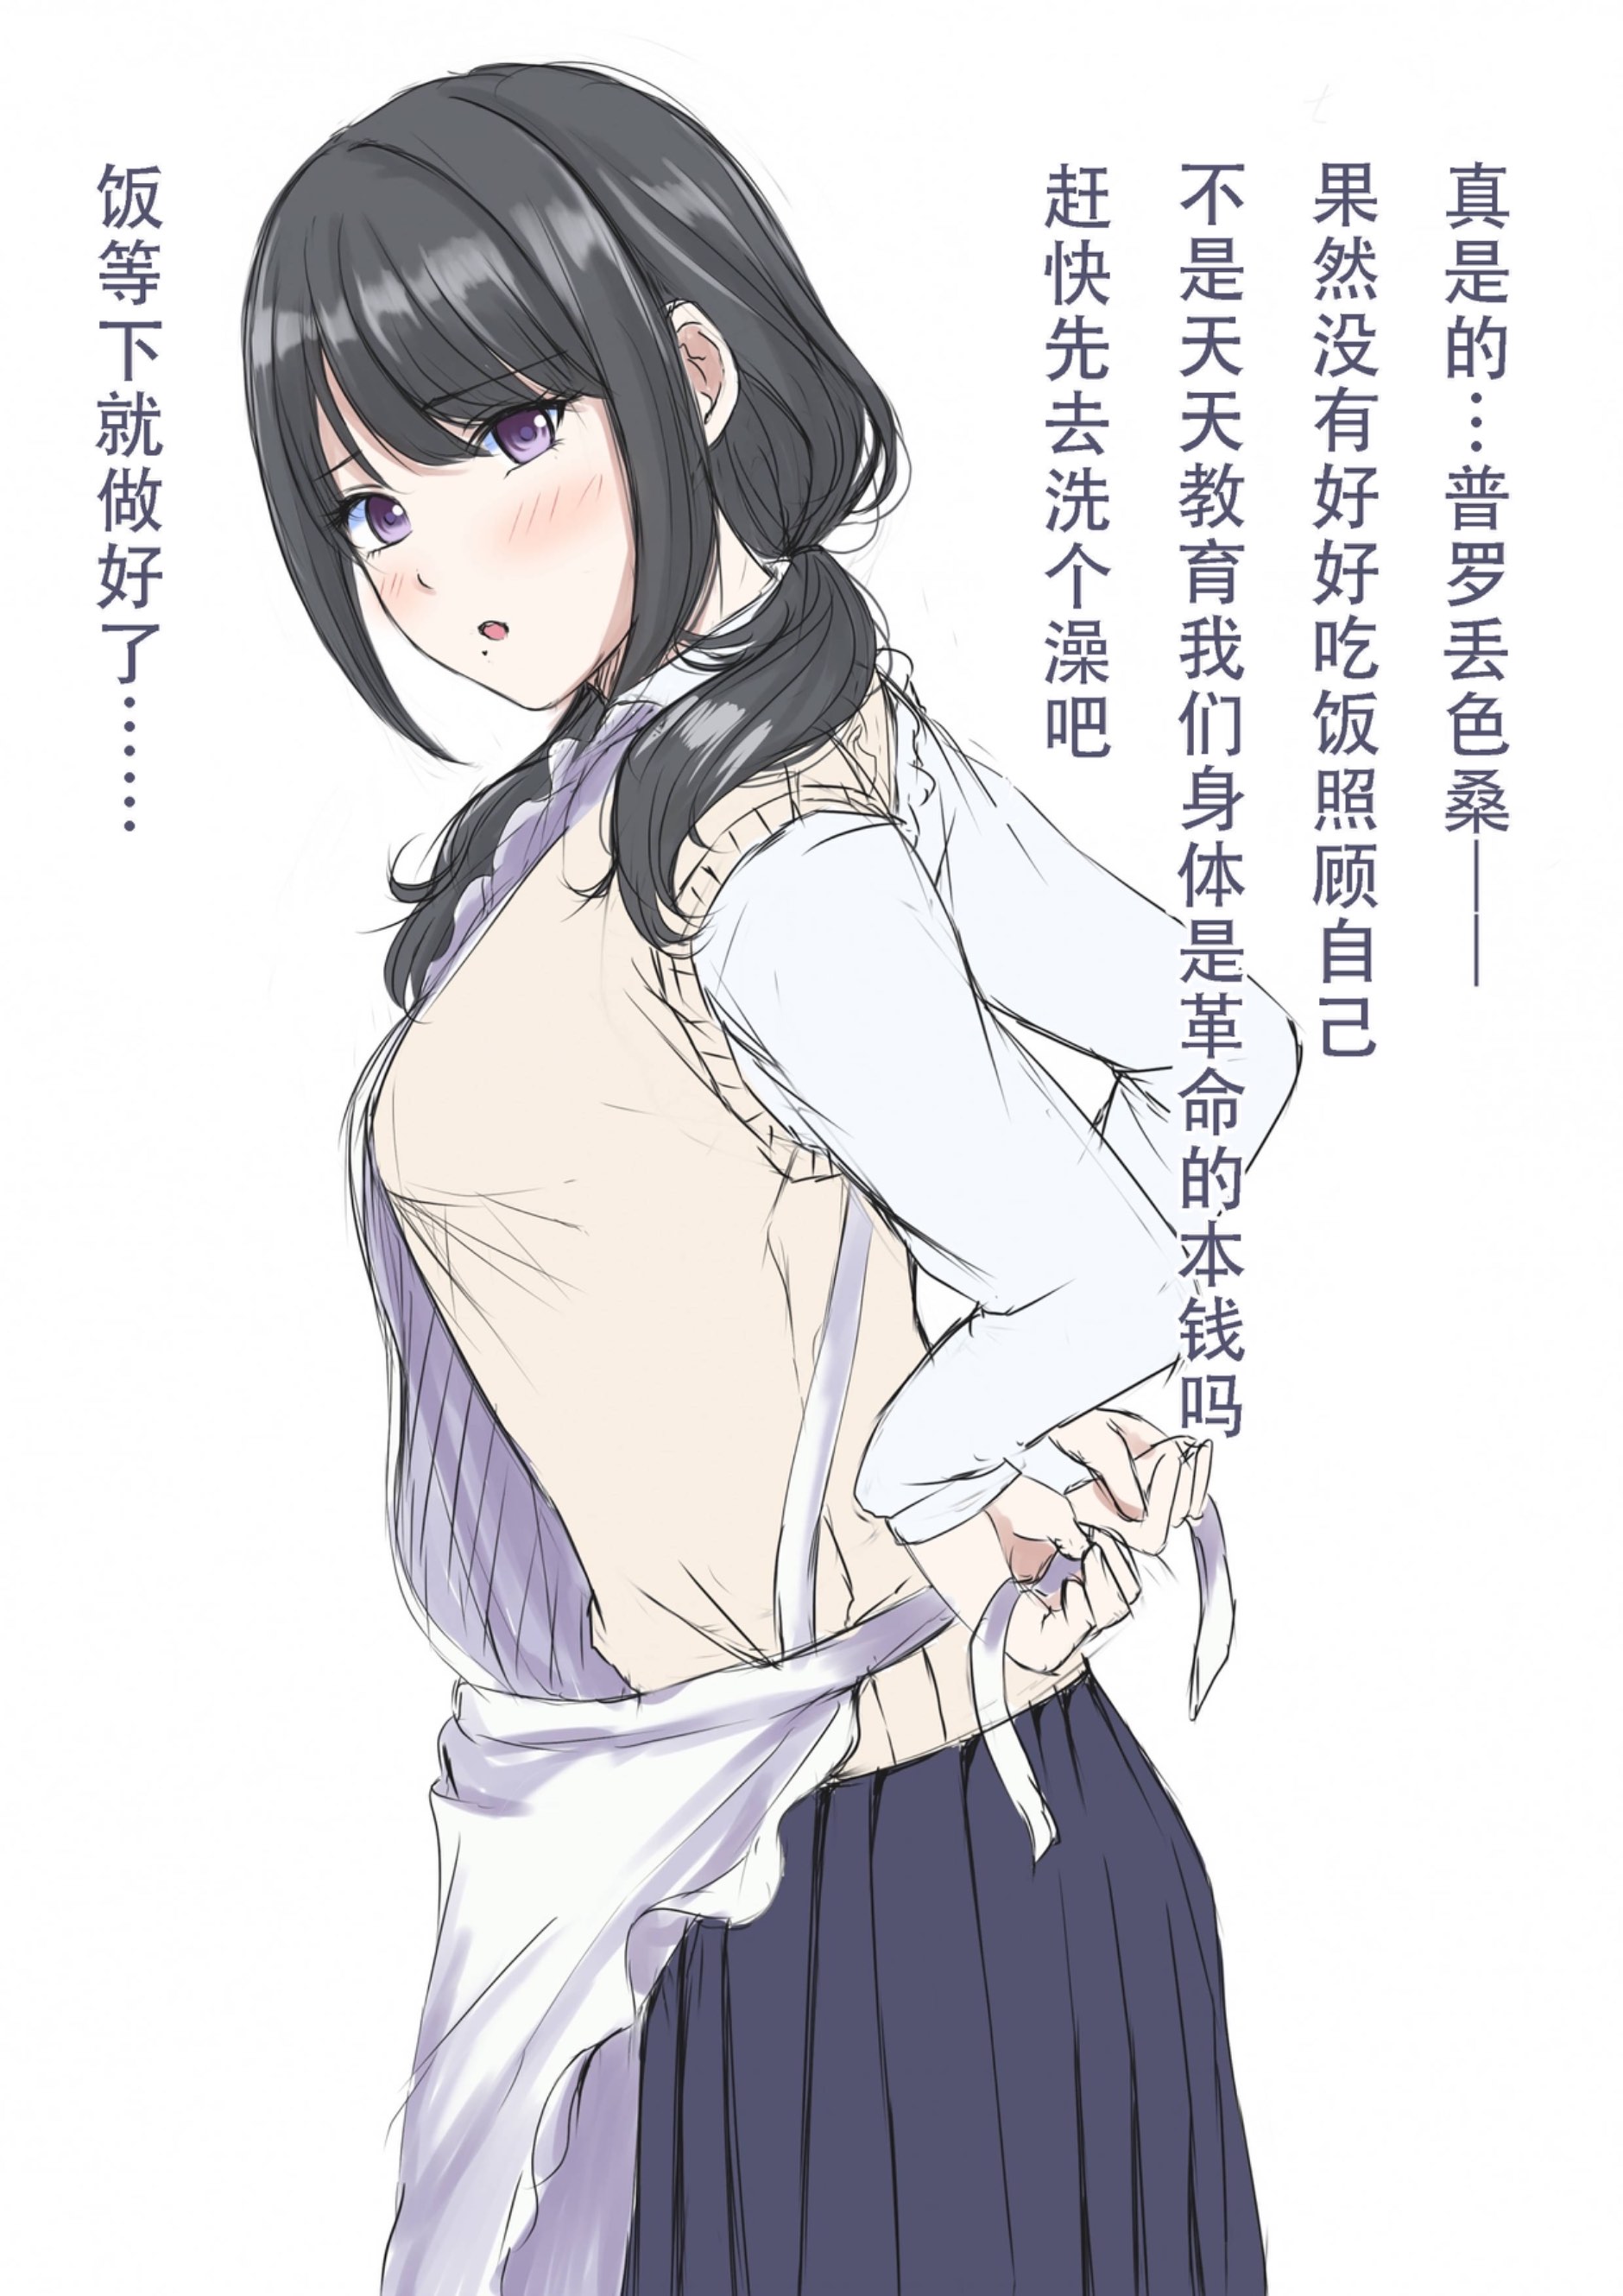 真是的…普罗丢色桑——
果然没有好好吃饭照顾自己
不是天天教育我们身体是革命的本钱吗
赶快先去洗个澡吧
饭等下就做好了……